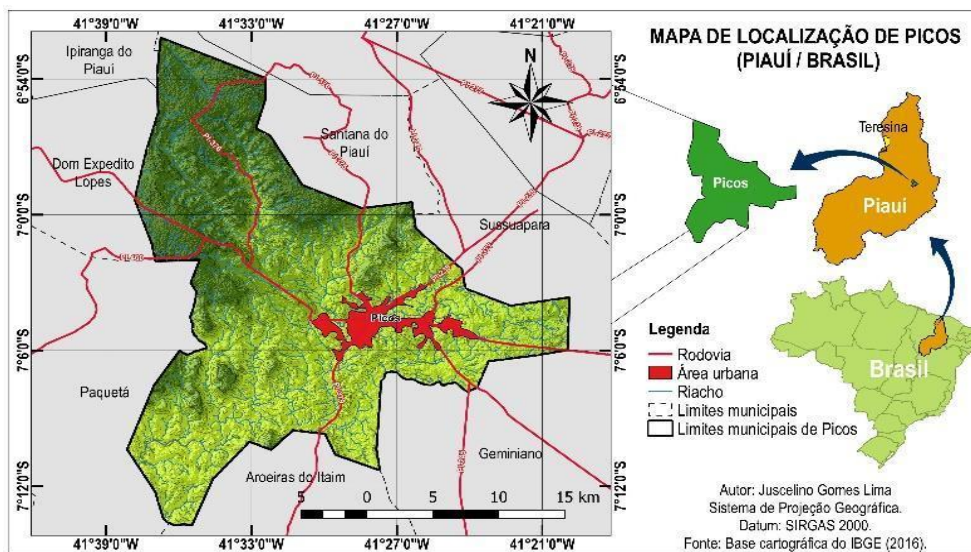 41°39'0"W
41°33'0"W
41°27'0"W
41°21'0"W
MAPA DE LOCALIZAÇÃO DE PICOS
(PIAUÍ / BRASIL)
Ipiranga do
Piauí
N
6°54'0"S
6°54'0"S
Santana do
Piauí
Dom Expedito
Lopes
PI-375
Teresina
Picos
Piauí
7°0'0"S
7°0'0"S
Sussuapara
Picos
Legenda
Rodovia
Área urbana
Riacho
Limites municipais
Limites municipais de Picos
Brasil
7°6'0"S
7°6'0"S
Paquetá
Geminiano
Aroeiras do Itaim
7°12'0"S
7°12'0"S
5 0 5 10 15 km
41°39'0"W
41°33'0"W
41°27'0"W
41°21'0"W
Autor: Juscelino Gomes Lima
Sistema de Projeção Geográfica.
Datum: SIRGAS 2000.
Fonte: Base cartográfica do IBGE (2016).